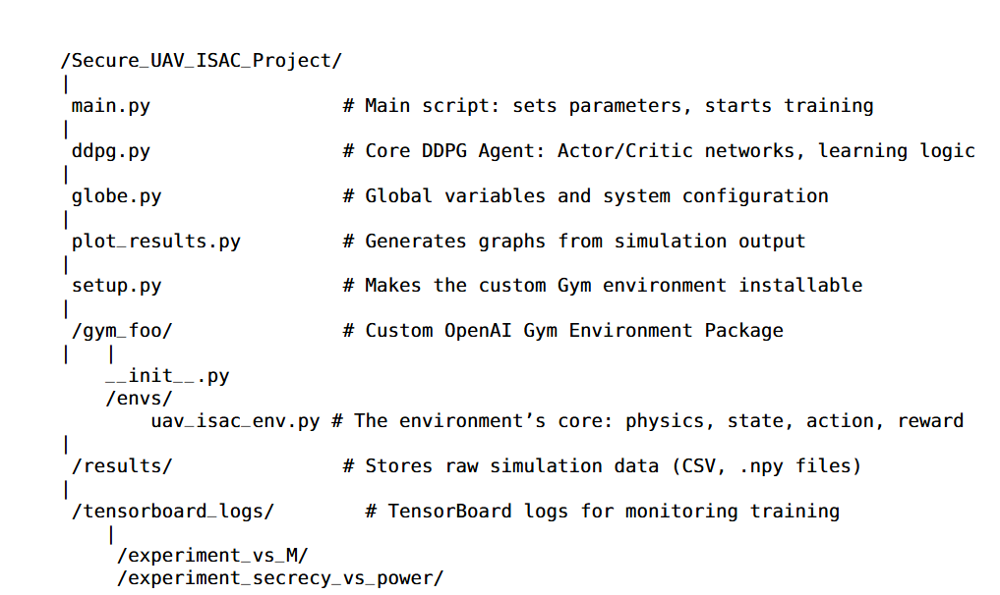 /Secure_UAV_ISAC_Project/
|
main.py # Main script: sets parameters, starts training
|
ddpg.py # Core DDPG Agent: Actor/Critic networks, learning logic
|
globe.py # Global variables and system configuration
|
plot_results.py # Generates graphs from simulation output
|
setup.py # Makes the custom Gym environment installable
|
/gym_foo/ # Custom OpenAI Gym Environment Package
| |
__init__.py
/envs/
uav_isac_env.py # The environment’s core: physics, state, action, reward
|
/results/ # Stores raw simulation data (CSV, .npy files)
|
/tensorboard_logs/ # TensorBoard logs for monitoring training
|
/experiment_vs_M/
/experiment_secrecy_vs_power/